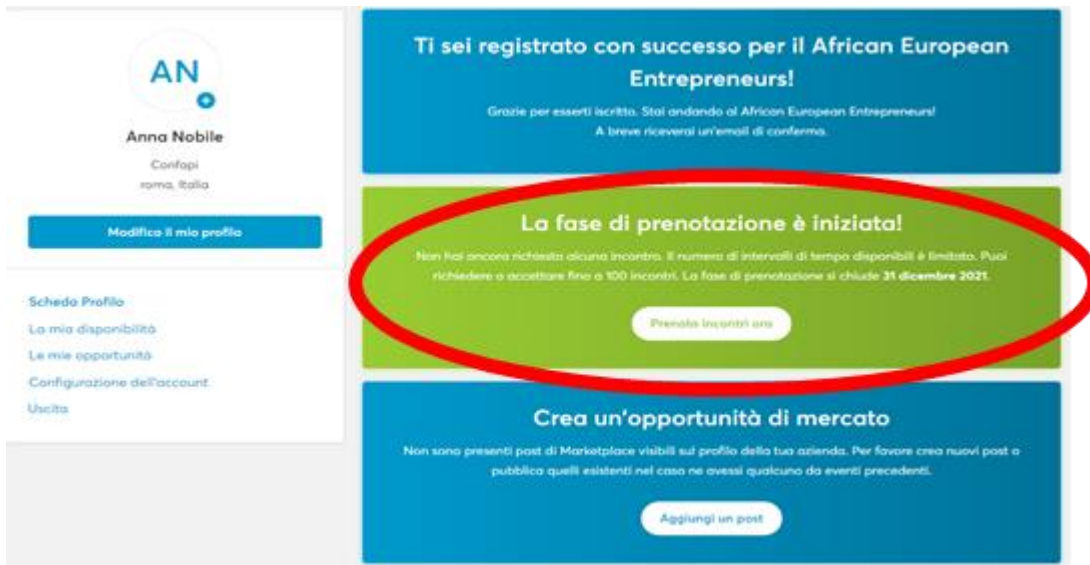 AN
Anna Nobile
Confapi
roma, Italia
Modifica il mio profilo
Scheda Profilo
La mia disponibilità
Le mie opportunità
Configurazione dell'account
Uscita
Ti sei registrato con successo per il African European
Entrepreneurs!
Grazie per esserti iscritto. Stai andando al African European Entrepreneurs!
A breve riceverai un'email di conferma.
La fase di prenotazione è iniziata!
Non hai ancora richiesto alcuno incontro. Il numero di intervalli di tempo disponibili è limitato. Puoi
richiedere o accettare fino a 100 incontri. La fase di prenotazione si chiude 31 dicembre 2021.
Prenota incontri ora
Crea un'opportunità di mercato
Non sono presenti post di Marketplace visibili sul profilo della tua azienda. Per favore crea nuovi post o
pubblica quelli esistenti nel caso ne avessi qualcuno da eventi precedenti.
Aggiungi un post